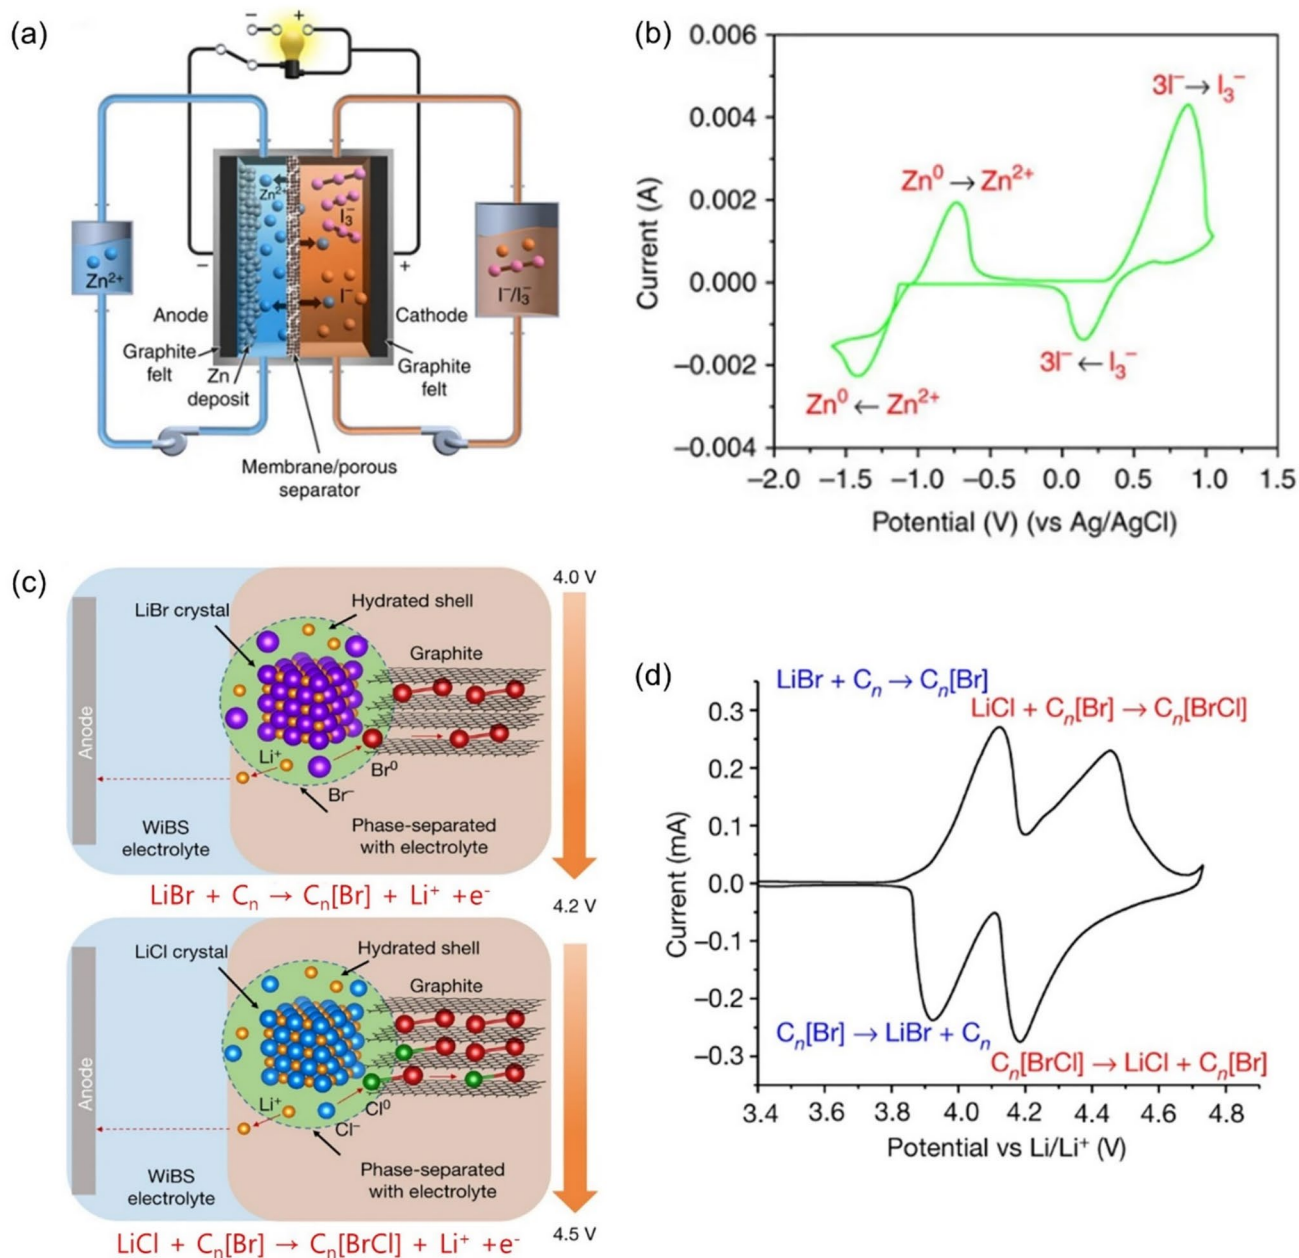 (a)
− +
Zn²⁺
I₃⁻
Zn²⁺
I⁻/I₃⁻
I⁻
− +
Anode
Cathode
Graphite
felt
Zn
deposit
Graphite
felt
Membrane/porous
separator
(b)
0.006
0.004
0.002
0.000
−0.002
−0.004
Current (A)
3I⁻ → I₃⁻
Zn⁰ → Zn²⁺
3I⁻ ← I₃⁻
Zn⁰ ← Zn²⁺
−2.0 −1.5 −1.0 −0.5 0.0 0.5 1.0 1.5
Potential (V) (vs Ag/AgCl)
(c)
4.0 V
LiBr crystal
Hydrated shell
Graphite
Anode
Li⁺
Br⁰
Br⁻
WiBS
electrolyte
Phase-separated
with electrolyte
LiBr + Cₙ → Cₙ[Br] + Li⁺ +e⁻
4.2 V
LiCl crystal
Hydrated shell
Graphite
Anode
Li⁺
Cl⁰
Cl⁻
WiBS
electrolyte
Phase-separated
with electrolyte
4.5 V
LiCl + Cₙ[Br] → Cₙ[BrCl] + Li⁺ +e⁻
(d)
LiBr + Cₙ → Cₙ[Br]
LiCl + Cₙ[Br] → Cₙ[BrCl]
0.3
0.2
0.1
0.0
−0.1
−0.2
−0.3
Current (mA)
Cₙ[Br] → LiBr + Cₙ
Cₙ[BrCl] → LiCl + Cₙ[Br]
3.4 3.6 3.8 4.0 4.2 4.4 4.6 4.8
Potential vs Li/Li⁺ (V)